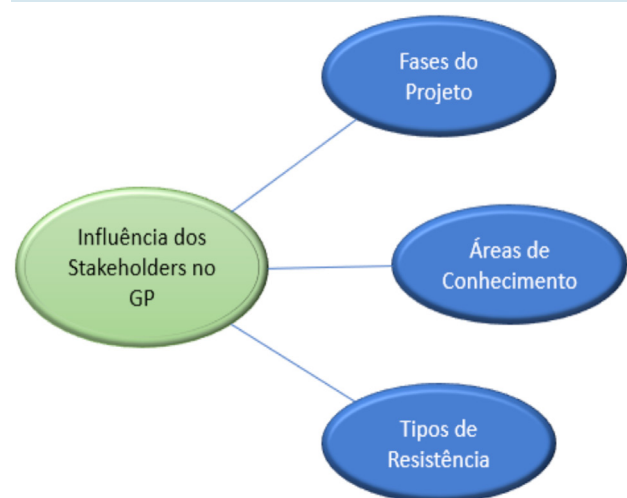 Fases do
Projeto
Influência dos
Stakeholders no
GP
Áreas de
Conhecimento
Tipos de
Resistência